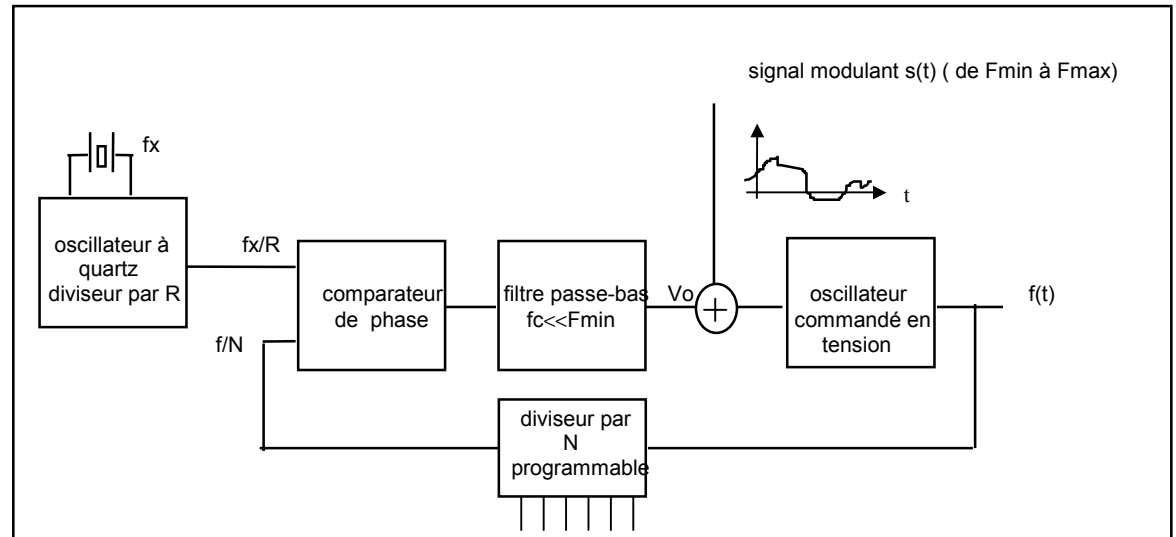 signal modulant s(t) ( de Fmin à Fmax)
fx
t
oscillateur à
quartz
diviseur par R
fx/R
comparateur
de phase
filtre passe-bas
fc<<Fmin
Vo
+
oscillateur
commandé en
tension
f(t)
f/N
diviseur par
N
programmable